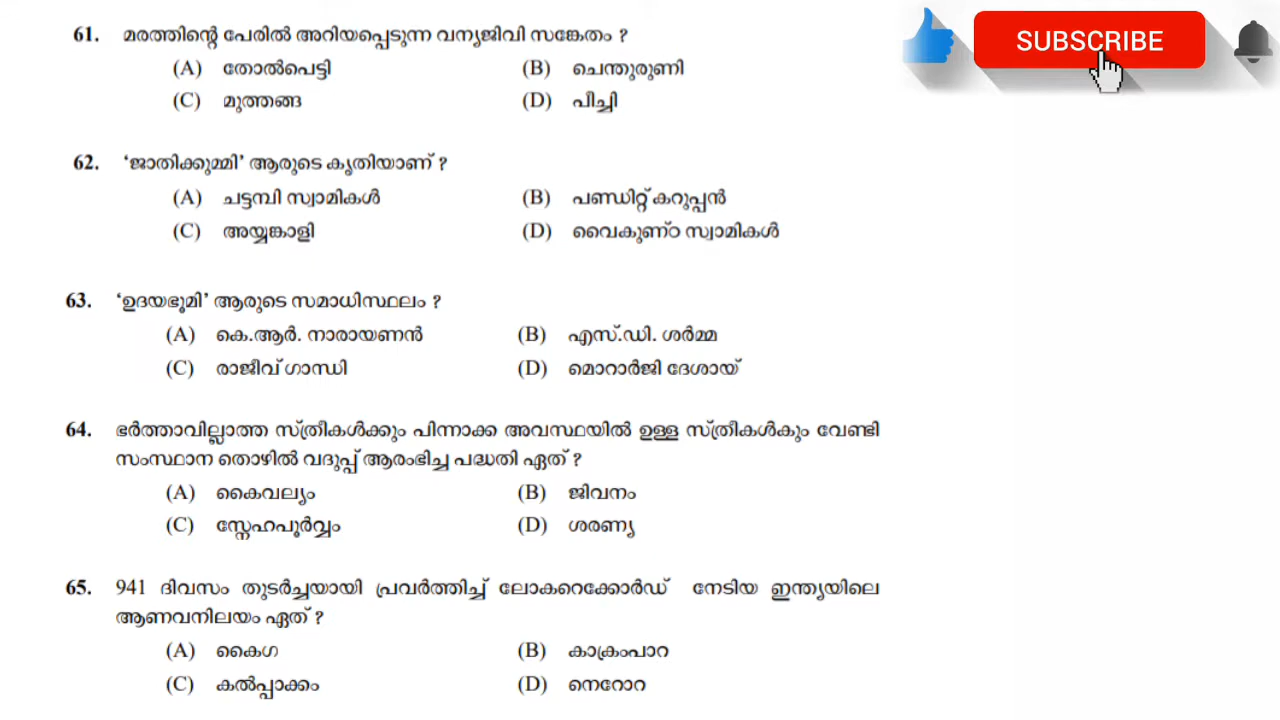 61. മരത്തിന്റെ പേരിൽ അറിയപ്പെടുന്ന വന്യജീവി സങ്കേതം ?
(A) തോൽപെട്ടി (B) ചെന്തുരുണി
(C) മുത്തങ്ങ (D) പീച്ചി
SUBSCRIBE
62. ‘ജാതിക്കുമ്മി’ ആരുടെ കൃതിയാണ് ?
(A) ചട്ടമ്പി സ്വാമികൾ (B) പണ്ഡിറ്റ് കറുപ്പൻ
(C) അയ്യങ്കാളി (D) വൈകുണ്ഠ സ്വാമികൾ
63. ‘ഉദയഭൂമി’ ആരുടെ സമാധിസ്ഥലം ?
(A) കെ.ആർ. നാരായണൻ (B) എസ്.ഡി. ശർമ്മ
(C) രാജീവ് ഗാന്ധി (D) മൊറാർജി ദേശായ്
64. ഭർത്താവില്ലാത്ത സ്ത്രീകൾക്കും പിന്നാക്ക അവസ്ഥയിൽ ഉള്ള സ്ത്രീകൾകും വേണ്ടി
സംസ്ഥാന തൊഴിൽ വദുപ്പ് ആരംഭിച്ച പദ്ധതി ഏത് ?
(A) കൈവല്യം (B) ജീവനം
(C) സ്നേഹപൂർവ്വം (D) ശരണ്യ
65. 941 ദിവസം തുടർച്ചയായി പ്രവർത്തിച്ച് ലോകറെക്കോർഡ് നേടിയ ഇന്ത്യയിലെ
ആണവനിലയം ഏത് ?
(A) കൈഗ (B) കാക്രംപാറ
(C) കൽപ്പാക്കം (D) നെറോറ